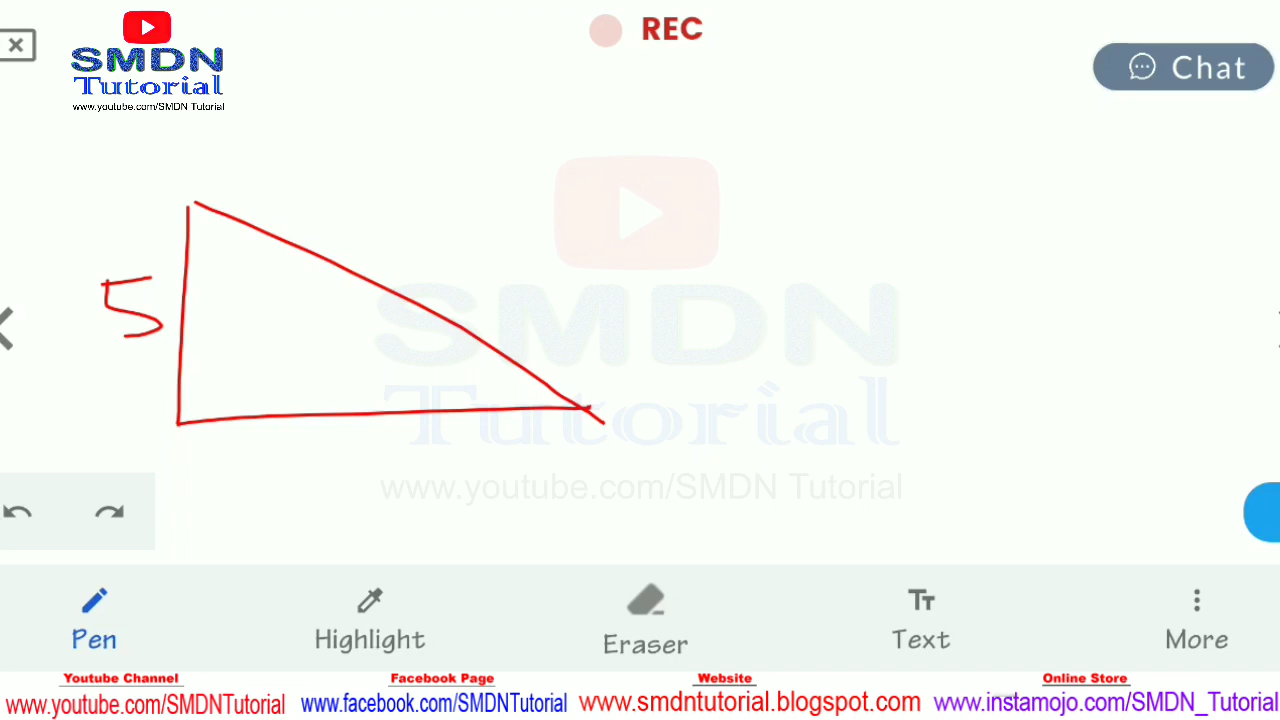 REC
SMDN
Tutorial
www.youtube.com/SMDN Tutorial
Chat
5
SMDN
Tutorial
www.youtube.com/SMDN Tutorial
Pen
Highlight
Eraser
Text
More
Youtube Channel
Facebook Page
Website
Online Store
www.youtube.com/SMDNTutorial
www.facebook.com/SMDNTutorial
www.smdntutorial.blogspot.com
www.instamojo.com/SMDN_Tutorial